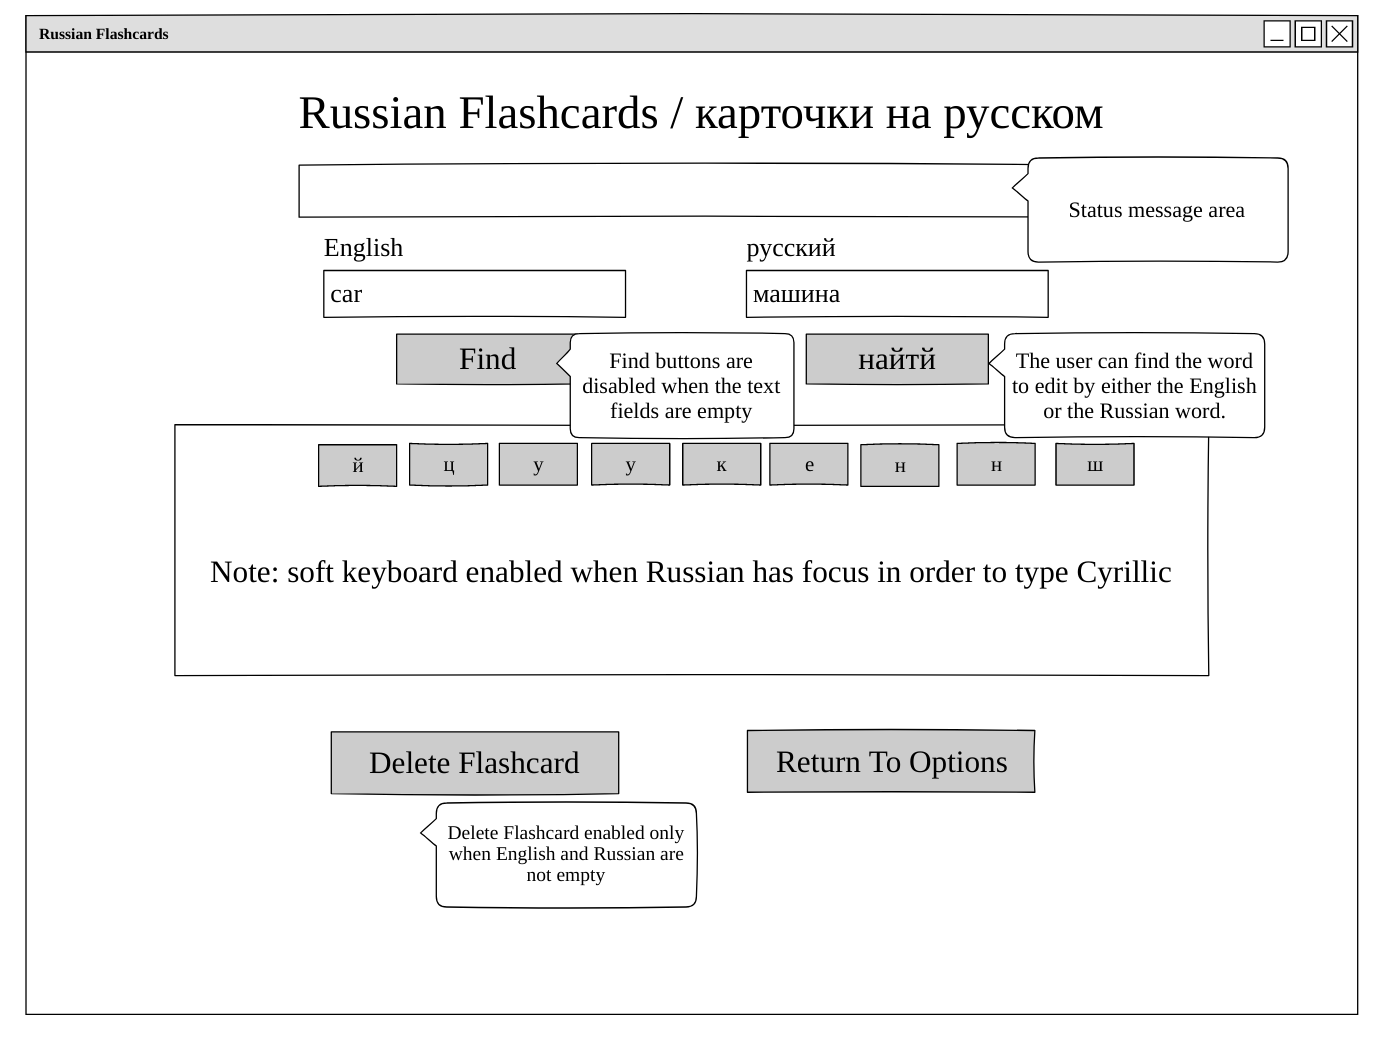 Russian Flashcards
Russian Flashcards / карточки на русском
Status message area
English
русский
car
машина
Find
Find buttons are
disabled when the text
fields are empty
найтй
The user can find the word
to edit by either the English
or the Russian word.
й ц у у к е н н ш
Note: soft keyboard enabled when Russian has focus in order to type Cyrillic
Delete Flashcard
Return To Options
Delete Flashcard enabled only
when English and Russian are
not empty